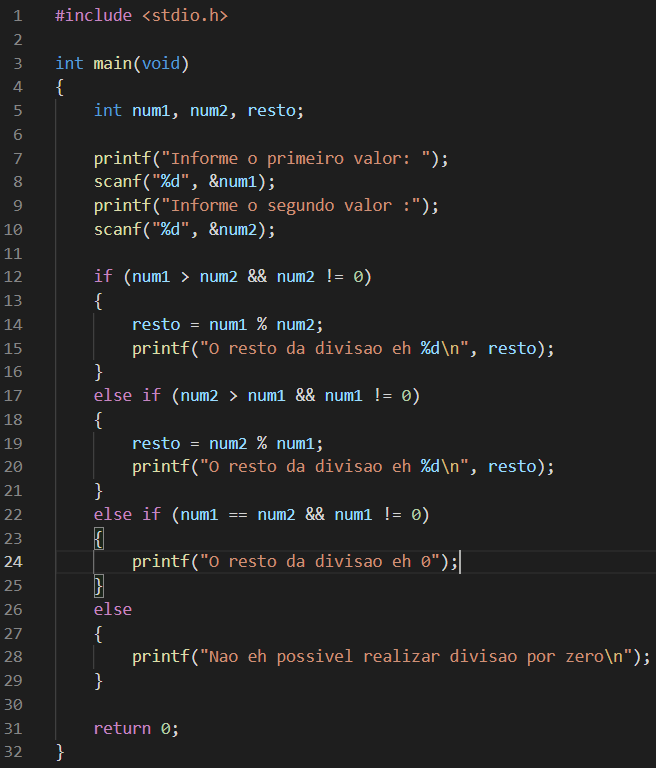 1 #include <stdio.h>
2
3 int main(void)
4 {
5 int num1, num2, resto;
6
7 printf("Informe o primeiro valor: ");
8 scanf("%d", &num1);
9 printf("Informe o segundo valor :");
10 scanf("%d", &num2);
11
12 if (num1 > num2 && num2 != 0)
13 {
14 resto = num1 % num2;
15 printf("O resto da divisao eh %d\n", resto);
16 }
17 else if (num2 > num1 && num1 != 0)
18 {
19 resto = num2 % num1;
20 printf("O resto da divisao eh %d\n", resto);
21 }
22 else if (num1 == num2 && num1 != 0)
23 {
24 printf("O resto da divisao eh 0");
25 }
26 else
27 {
28 printf("Nao eh possivel realizar divisao por zero\n");
29 }
30
31 return 0;
32 }